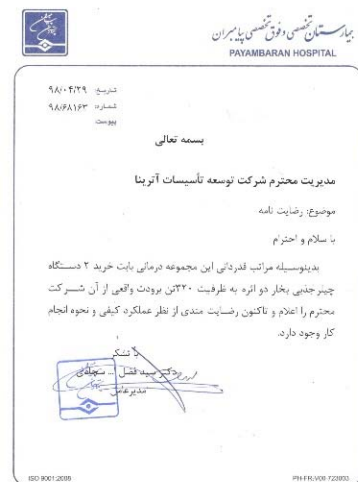 بیمارستان تخصصی و فوق تخصصی پیامبران
PAYAMBARAN HOSPITAL
تاریخ: ۹۸/۰۴/۲۹
شماره: ۹۸/۶۸۱۶۳
پیوست:
بسمه تعالی
مدیریت محترم شرکت توسعه تأسیسات آترینا
موضوع: رضایت نامه
با سلام و احترام
بدینوسیله مراتب قدردانی این مجموعه درمانی بابت خرید ۲ دستگاه
چیلر جذبی بخار دو اثره به ظرفیت ۳۲۰تن برودت واقعی از آن شرکت
محترم را اعلام و تاکنون رضایت مندی از نظر عملکرد کیفی و نحوه انجام
کار وجود دارد.
با تشکر
دکتر سید فضل ا...
مدیرعامل
ISO 9001:2008